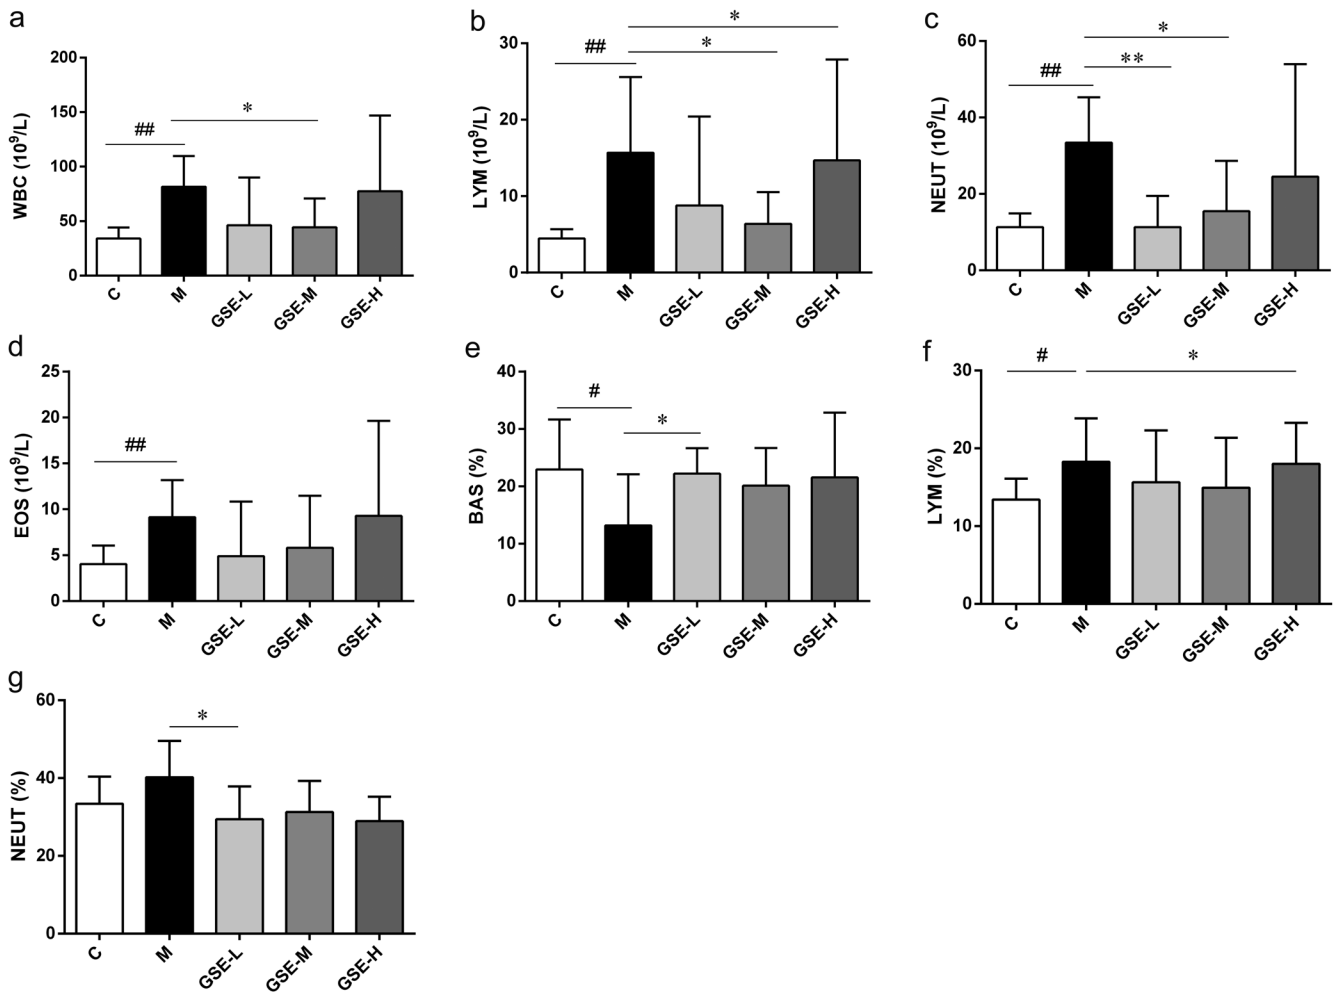 a
WBC (10⁹/L)
200
150
100
50
0
##
*
C
M
GSE-L
GSE-M
GSE-H
b
LYM (10⁹/L)
30
20
10
0
##
*
*
C
M
GSE-L
GSE-M
GSE-H
c
NEUT (10⁹/L)
60
40
20
0
##
**
*
C
M
GSE-L
GSE-M
GSE-H
d
EOS (10⁹/L)
25
20
15
10
5
0
##
C
M
GSE-L
GSE-M
GSE-H
e
BAS (%)
40
30
20
10
0
#
*
C
M
GSE-L
GSE-M
GSE-H
f
LYM (%)
30
20
10
0
#
*
C
M
GSE-L
GSE-M
GSE-H
g
NEUT (%)
60
40
20
0
*
C
M
GSE-L
GSE-M
GSE-H